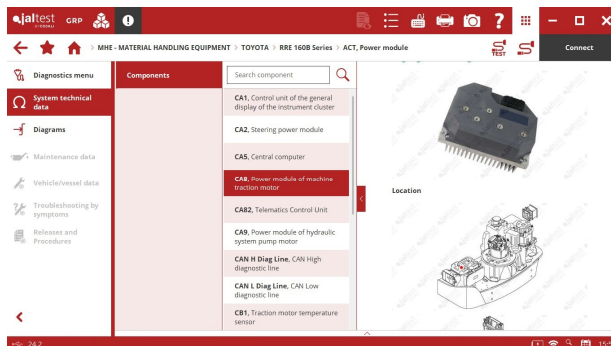 jaltest
GRP
?
MHE - MATERIAL HANDLING EQUIPMENT > TOYOTA > RRE 160B Series > ACT, Power module
TEST
Connect
Diagnostics menu
System technical
data
Diagrams
Maintenance data
Vehicle/vessel data
Troubleshooting by
symptoms
Releases and
Procedures
Components
Search component
CA1, Control unit of the general
display of the instrument cluster
CA2, Steering power module
CA5, Central computer
CA8, Power module of machine
traction motor
CA82, Telematics Control Unit
CA9, Power module of hydraulic
system pump motor
CAN H Diag Line, CAN High
diagnostic line
CAN L Diag Line, CAN Low
diagnostic line
CB1, Traction motor temperature
sensor
Location
24.2